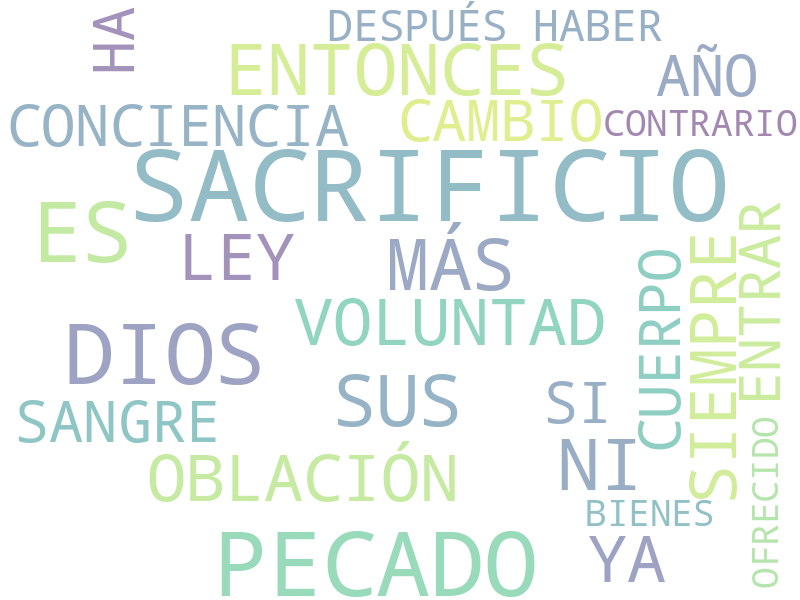 HA
DESPUÉS HABER
ENTONCES
AÑO
CONCIENCIA
CAMBIO
CONTRARIO
SACRIFICIO
ES
LEY
MÁS
CUERPO
SIEMPRE
ENTRAR
VOLUNTAD
DIOS
SUS
SI
SANGRE
OFRECIDO
NI
OBLACIÓN
BIENES
PECADO
YA